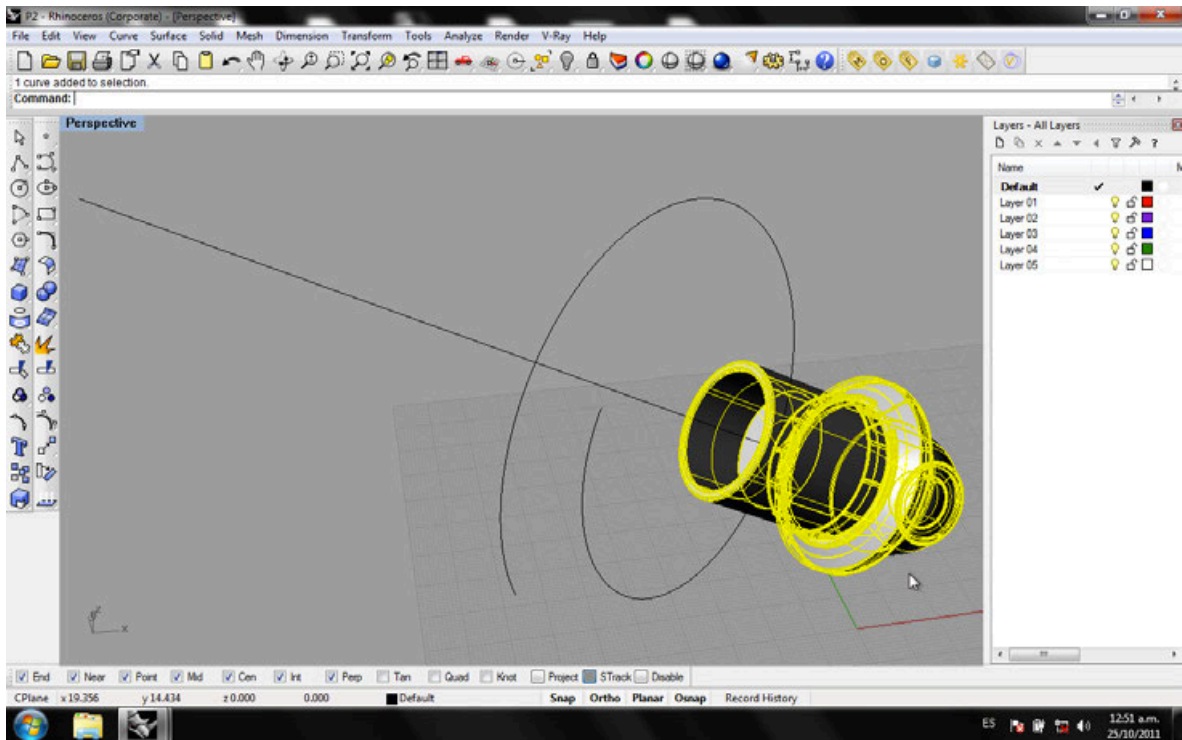 P2 - Rhinoceros (Corporate) - [Perspective]
File Edit View Curve Surface Solid Mesh Dimension Transform Tools Analyze Render V-Ray Help
1 curve added to selection.
Command:
Perspective
Layers - All Layers
Name
M
Default
Layer 01
Layer 02
Layer 03
Layer 04
Layer 05
z
x
End Near Point Mid Cen Int Perp Tan Quad Knot Project STrack Disable
CPlane x 19.356 y 14.434 z 0.000 0.000 Default Snap Ortho Planar Osnap Record History
ES
12:51 a.m.
25/10/2011